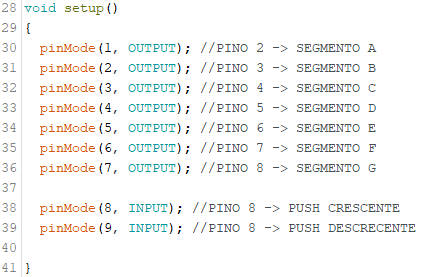 28 void setup()
29 {
30   pinMode(1, OUTPUT); //PINO 2 -> SEGMENTO A
31   pinMode(2, OUTPUT); //PINO 3 -> SEGMENTO B
32   pinMode(3, OUTPUT); //PINO 4 -> SEGMENTO C
33   pinMode(4, OUTPUT); //PINO 5 -> SEGMENTO D
34   pinMode(5, OUTPUT); //PINO 6 -> SEGMENTO E
35   pinMode(6, OUTPUT); //PINO 7 -> SEGMENTO F
36   pinMode(7, OUTPUT); //PINO 8 -> SEGMENTO G
37
38   pinMode(8, INPUT); //PINO 8 -> PUSH CRESCENTE
39   pinMode(9, INPUT); //PINO 8 -> PUSH DESCRECENTE
40
41 }